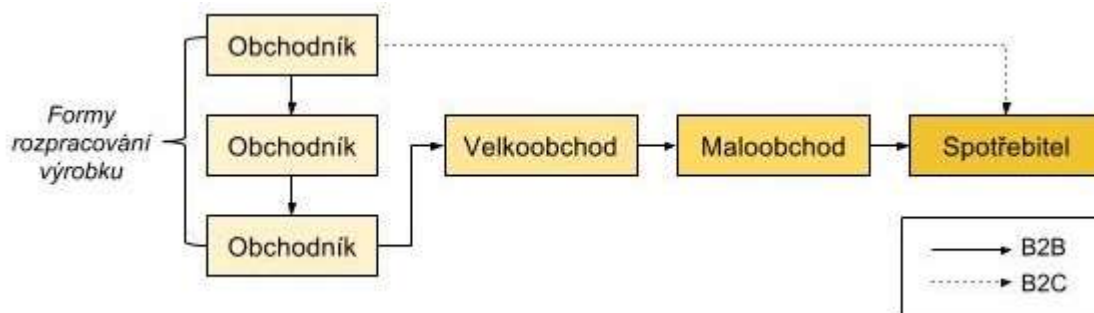 Obchodník
Formy
rozpracování
výrobku
Obchodník
Velkoobchod
Maloobchod
Spotřebitel
Obchodník
B2B
B2C